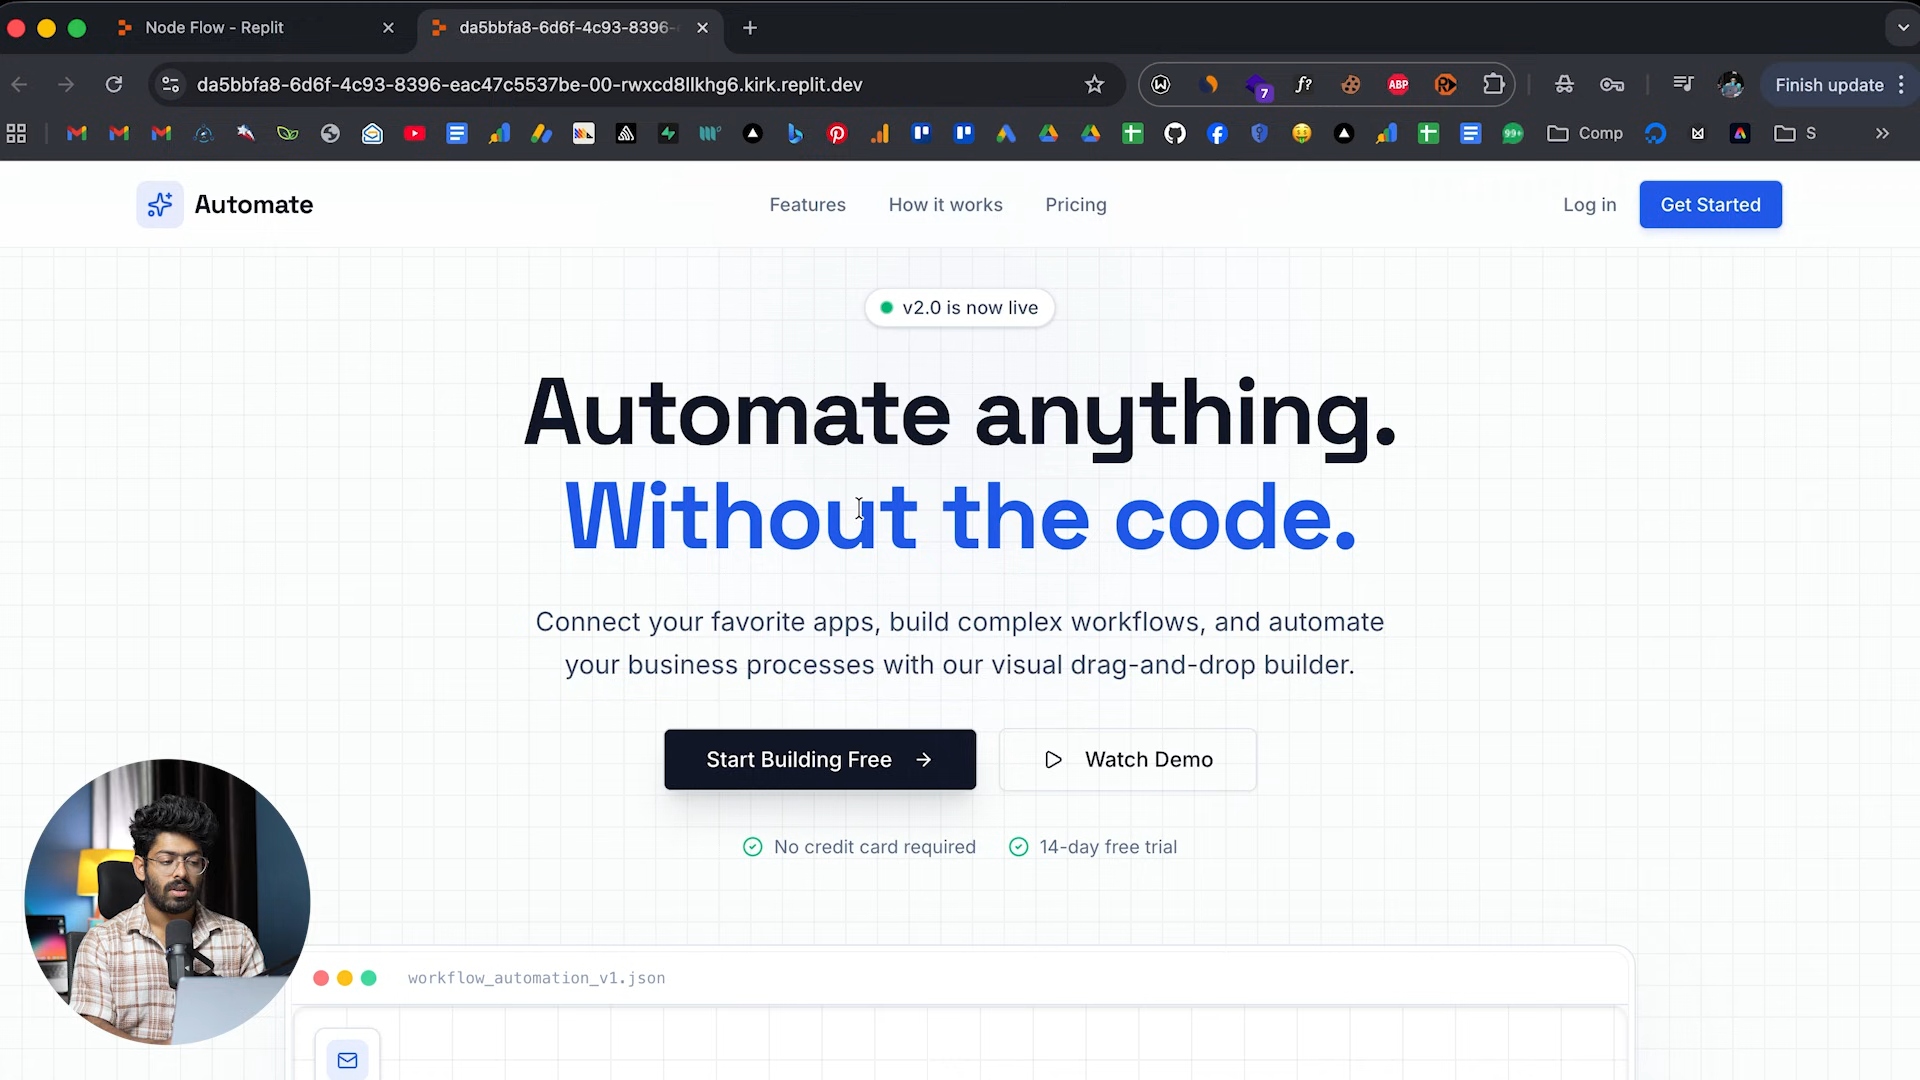 Node Flow - Replit
da5bbfa8-6d6f-4c93-8396-
da5bbfa8-6d6f-4c93-8396-eac47c5537be-00-rwxcd8llkhg6.kirk.replit.dev
7
f?
ABP
Finish update
99+
Comp
S
Automate
Features
How it works
Pricing
Log in
Get Started
v2.0 is now live
Automate anything.
Without the code.
Connect your favorite apps, build complex workflows, and automate
your business processes with our visual drag-and-drop builder.
Start Building Free
Watch Demo
No credit card required
14-day free trial
workflow_automation_v1.json